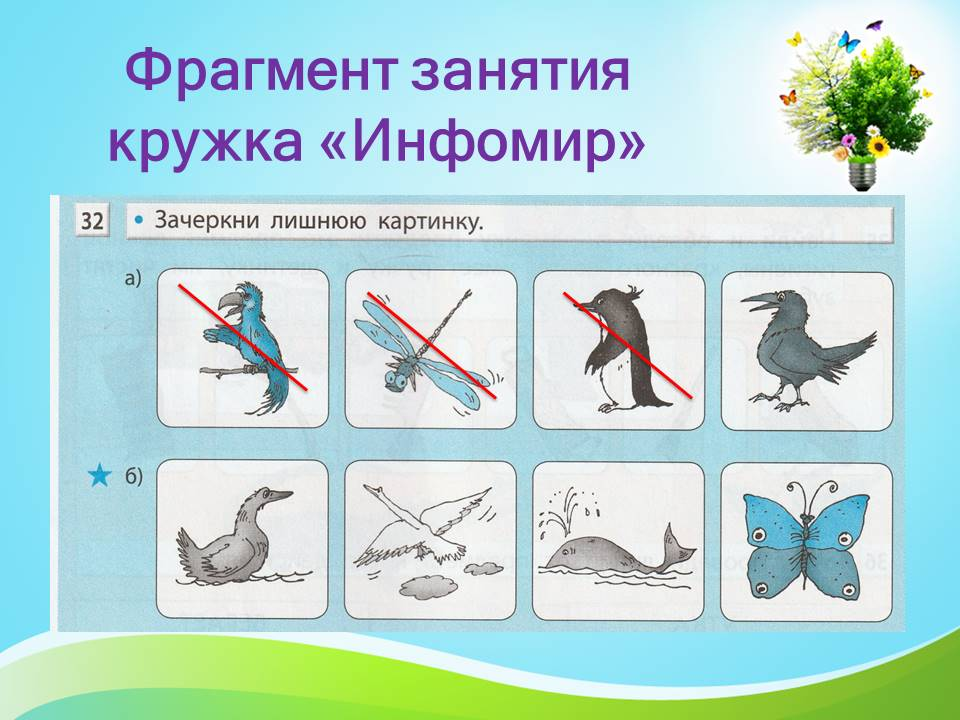 Фрагмент занятия
кружка «Инфомир»
32 • Зачеркни лишнюю картинку.
а)
б)